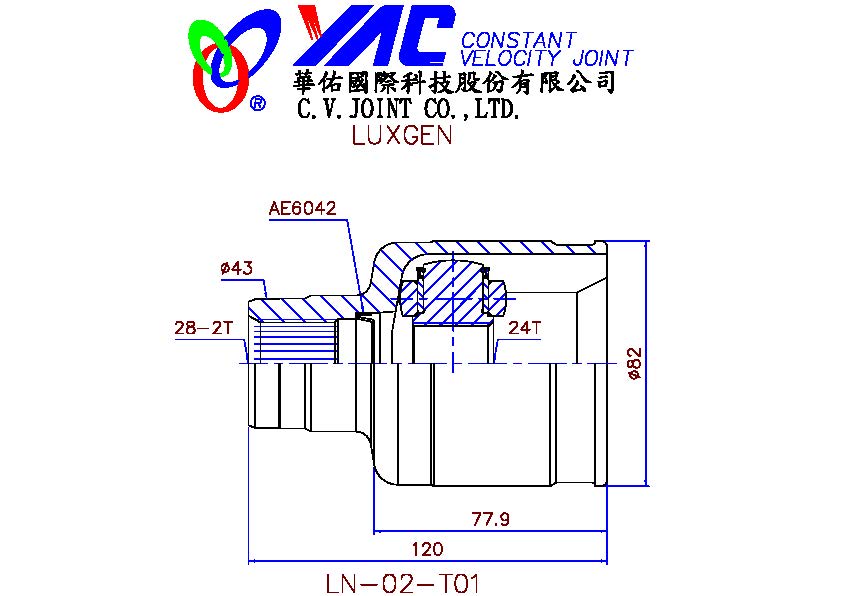 YAC CONSTANT
VELOCITY JOINT
®
華佑國際科技股份有限公司
C.V.JOINT CO.,LTD.
LUXGEN
AE6042
ø43
28-2T
24T
ø82
77.9
120
LN-02-T01